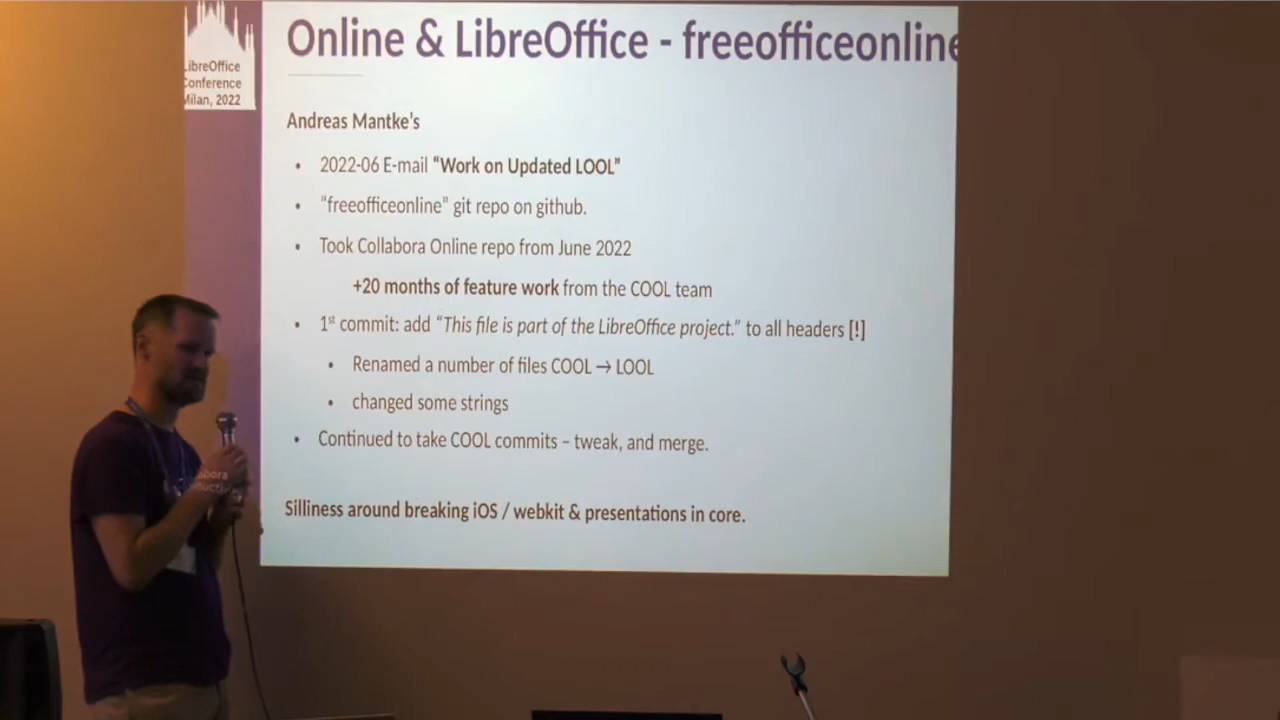 Online & LibreOffice - freeofficeonline
LibreOffice
Conference
Milan, 2022
Andreas Mantke's
• 2022-06 E-mail “Work on Updated LOOL”
• “freeofficeonline” git repo on github.
• Took Collabora Online repo from June 2022
+20 months of feature work from the COOL team
• 1st commit: add “This file is part of the LibreOffice project.” to all headers [!]
• Renamed a number of files COOL → LOOL
• changed some strings
• Continued to take COOL commits – tweak, and merge.
Silliness around breaking iOS / webkit & presentations in core.